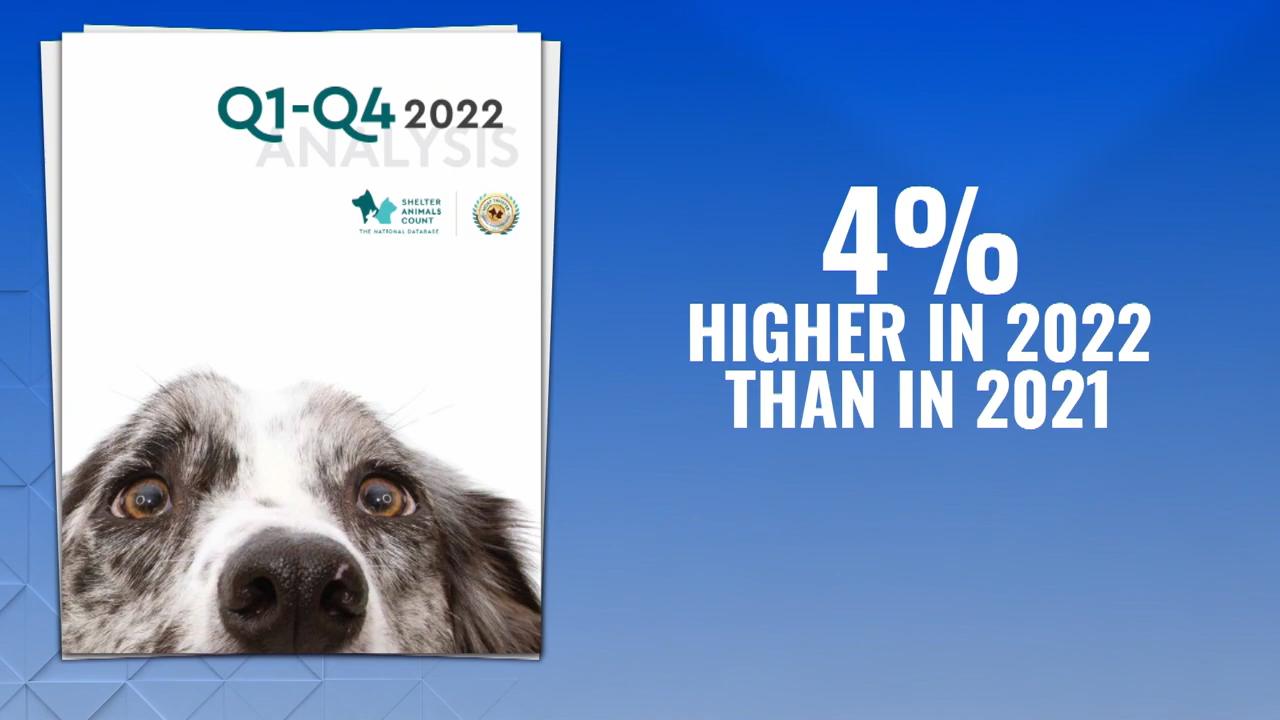 Q1-Q4 2022
ANALYSIS
SHELTER
ANIMALS
COUNT
THE NATIONAL DATABASE
4%
HIGHER IN 2022
THAN IN 2021